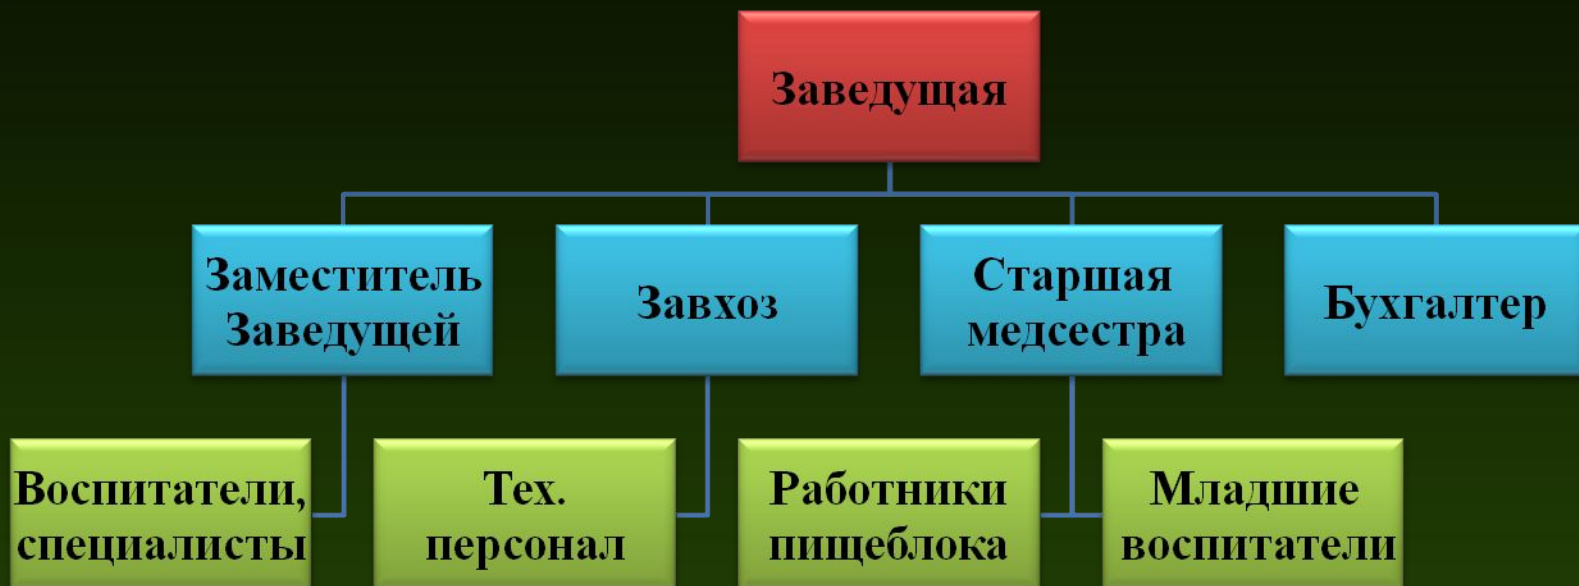 Заведущая
Заместитель
Заведущей
Завхоз
Старшая
медсестра
Бухгалтер
Воспитатели,
специалисты
Тех.
персонал
Работники
пищеблока
Младшие
воспитатели